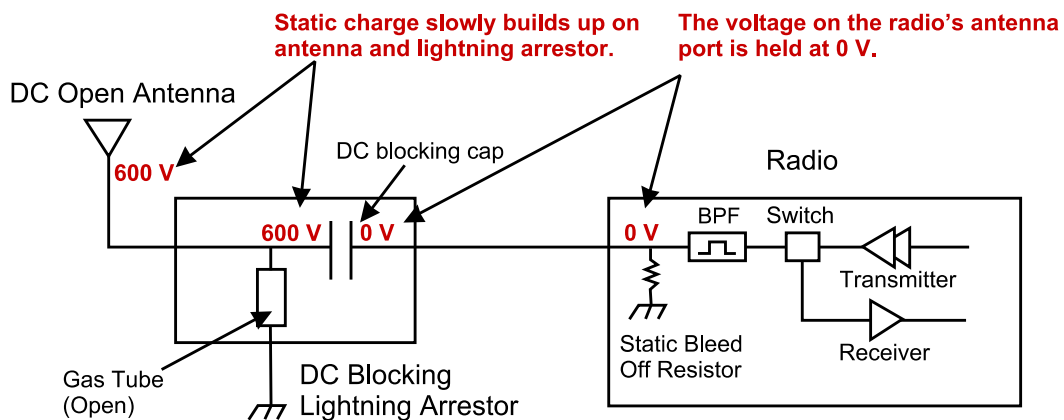 Static charge slowly builds up on
antenna and lightning arrestor.
The voltage on the radio's antenna
port is held at 0 V.
DC Open Antenna
600 V
DC blocking cap
Radio
600 V
0 V
0 V
BPF
Switch
Transmitter
Receiver
Static Bleed
Off Resistor
Gas Tube
(Open)
DC Blocking
Lightning Arrestor